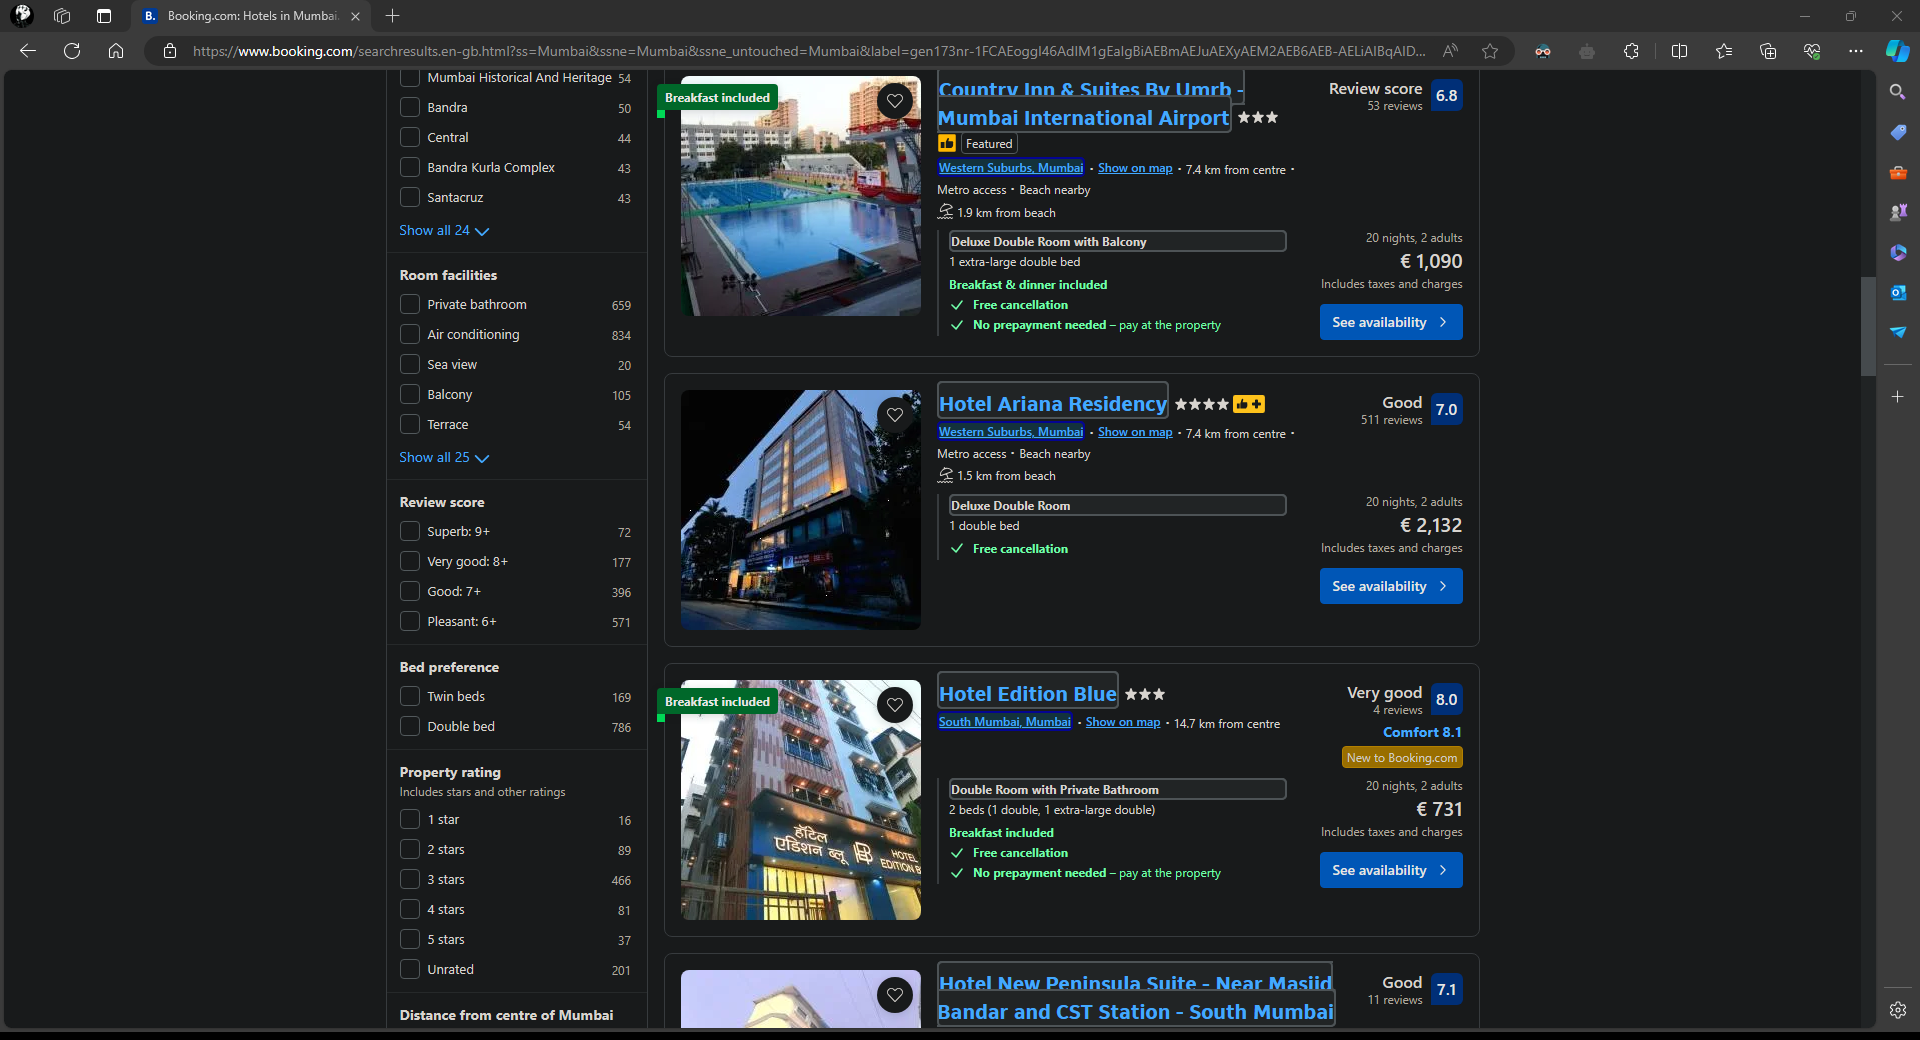 Booking.com: Hotels in Mumbai.
https://www.booking.com/searchresults.en-gb.html?ss=Mumbai&ssne=Mumbai&ssne_untouched=Mumbai&label=gen173nr-1FCAEoggI46AdIM1gEaIgBiAEBmAEJuAEXyAEM2AEB6AEB-AELiAIBqAID...
Mumbai Historical And Heritage 54
Bandra 50
Central 44
Bandra Kurla Complex 43
Santacruz 43
Show all 24
Room facilities
Private bathroom 659
Air conditioning 834
Sea view 20
Balcony 105
Terrace 54
Show all 25
Review score
Superb: 9+ 72
Very good: 8+ 177
Good: 7+ 396
Pleasant: 6+ 571
Bed preference
Twin beds 169
Double bed 786
Property rating
Includes stars and other ratings
1 star 16
2 stars 89
3 stars 466
4 stars 81
5 stars 37
Unrated 201
Distance from centre of Mumbai
Breakfast included
Country Inn & Suites By Umrb -
Mumbai International Airport
Featured
Western Suburbs, Mumbai · Show on map · 7.4 km from centre ·
Metro access · Beach nearby
1.9 km from beach
Deluxe Double Room with Balcony
1 extra-large double bed
Breakfast & dinner included
Free cancellation
No prepayment needed – pay at the property
Review score 6.8
53 reviews
20 nights, 2 adults
€ 1,090
Includes taxes and charges
See availability
Hotel Ariana Residency
Western Suburbs, Mumbai · Show on map · 7.4 km from centre ·
Metro access · Beach nearby
1.5 km from beach
Deluxe Double Room
1 double bed
Free cancellation
Good 7.0
511 reviews
20 nights, 2 adults
€ 2,132
Includes taxes and charges
See availability
Breakfast included
हॉटेल
एडिशन ब्लू
HOTEL
EDITION B
Hotel Edition Blue
South Mumbai, Mumbai · Show on map · 14.7 km from centre
Double Room with Private Bathroom
2 beds (1 double, 1 extra-large double)
Breakfast included
Free cancellation
No prepayment needed – pay at the property
Very good 8.0
4 reviews
Comfort 8.1
New to Booking.com
20 nights, 2 adults
€ 731
Includes taxes and charges
See availability
Hotel New Peninsula Suite - Near Masjid
Bandar and CST Station - South Mumbai
Good 7.1
11 reviews